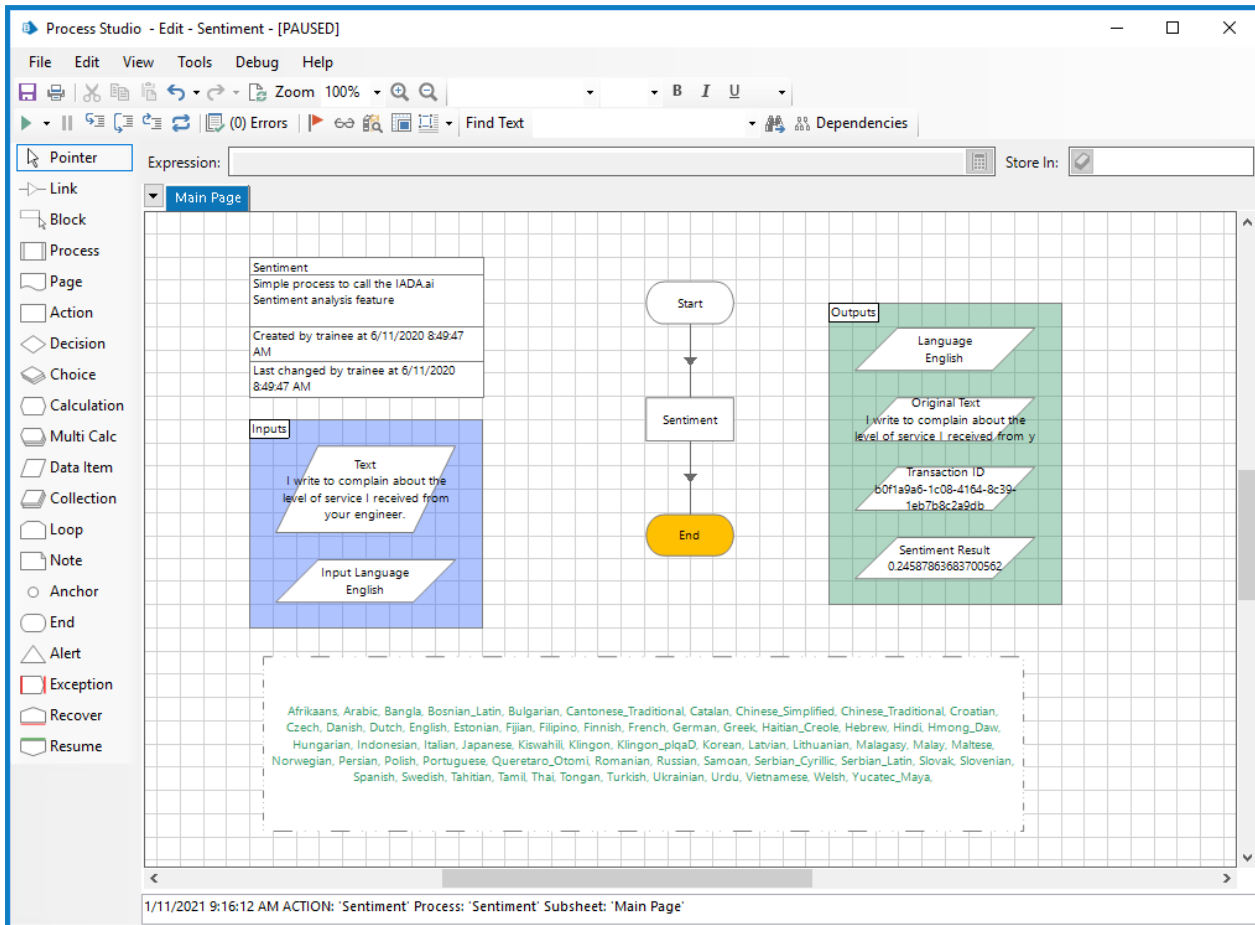 Process Studio - Edit - Sentiment - [PAUSED]
File Edit View Tools Debug Help
Zoom 100% B I U
(0) Errors Find Text Dependencies
Pointer
Link
Block
Process
Page
Action
Decision
Choice
Calculation
Multi Calc
Data Item
Collection
Loop
Note
Anchor
End
Alert
Exception
Recover
Resume
Expression: Store In:
Main Page
Sentiment
Simple process to call the IADA.ai
Sentiment analysis feature
Created by trainee at 6/11/2020 8:49:47
AM
Last changed by trainee at 6/11/2020
8:49:47 AM
Inputs
Text
I write to complain about the
level of service I received from
your engineer.
Input Language
English
Start
Sentiment
End
Outputs
Language
English
Original Text
I write to complain about the
level of service I received from y
Transaction ID
b0f1a9a6-1c08-4164-8c39-
1eb7b8c2a9db
Sentiment Result
0.24587863683700562
Afrikaans, Arabic, Bangla, Bosnian_Latin, Bulgarian, Cantonese_Traditional, Catalan, Chinese_Simplified, Chinese_Traditional, Croatian,
Czech, Danish, Dutch, English, Estonian, Fijian, Filipino, Finnish, French, German, Greek, Haitian_Creole, Hebrew, Hindi, Hmong_Daw,
Hungarian, Indonesian, Italian, Japanese, Kiswahili, Klingon, Klingon_plqaD, Korean, Latvian, Lithuanian, Malagasy, Malay, Maltese,
Norwegian, Persian, Polish, Portuguese, Queretaro_Otomi, Romanian, Russian, Samoan, Serbian_Cyrillic, Serbian_Latin, Slovak, Slovenian,
Spanish, Swedish, Tahitian, Tamil, Thai, Tongan, Turkish, Ukrainian, Urdu, Vietnamese, Welsh, Yucatec_Maya,
1/11/2021 9:16:12 AM ACTION: 'Sentiment' Process: 'Sentiment' Subsheet: 'Main Page'